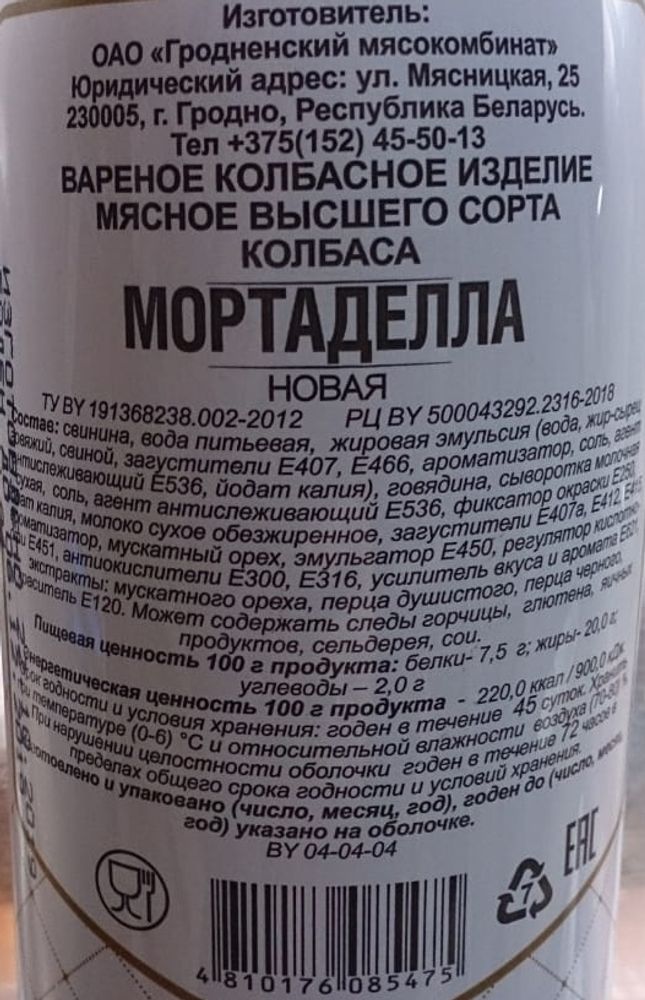 Изготовитель:
ОАО «Гродненский мясокомбинат»
Юридический адрес: ул. Мясницкая, 25
230005, г. Гродно, Республика Беларусь.
Тел +375(152) 45-50-13
ВАРЕНОЕ КОЛБАСНОЕ ИЗДЕЛИЕ
МЯСНОЕ ВЫСШЕГО СОРТА
КОЛБАСА
МОРТАДЕЛЛА
НОВАЯ
ТУ BY 191368238.002-2012 РЦ BY 500043292.2316-2018
Состав: свинина, вода питьевая, жировая эмульсия (вода, жир-сырец
говяжий, свиной, загустители Е407, Е466, ароматизатор, соль, агент
антислеживающий Е536, йодат калия), говядина, сыворотка молочная
сухая, соль, агент антислеживающий Е536, фиксатор окраски Е250,
калия, молоко сухое обезжиренное, загустители Е407а, Е412, Е415,
ароматизатор, мускатный орех, эмульгатор Е450, регулятор
Е451, антиокислители Е300, Е316, усилитель вкуса и аромата Е621,
экстракты: мускатного ореха, перца душистого, перца черного,
краситель Е120. Может содержать следы горчицы, глютена, яичных
продуктов, сельдерея, сои.
Пищевая ценность 100 г продукта: белки- 7,5 г; жиры- 20,0 г;
углеводы – 2,0 г
Энергетическая ценность 100 г продукта - 220,0 ккал / 900,0 кДж
Срок годности и условия хранения: годен в течение 45 суток. Хранить
при температуре (0-6) °С и относительной влажности воздуха (70-80) %
При нарушении целостности оболочки годен в течение 72 часов в
пределах общего срока годности и условий хранения.
Изготовлено и упаковано (число, месяц, год), годен до (число, месяц,
год) указано на оболочке.
BY 04-04-04
EAC
7
4 810176 085475